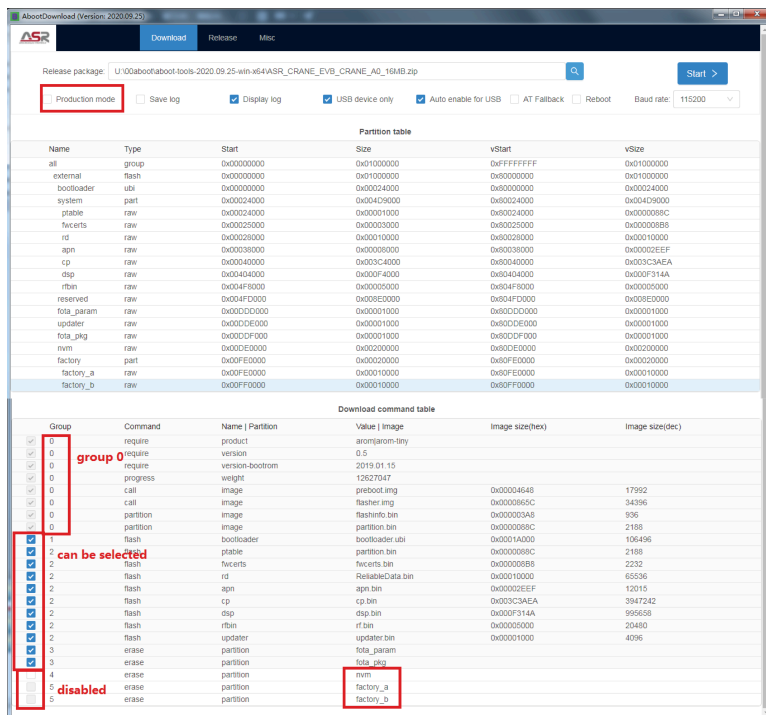 AbootDownload (Version: 2020.09.25)
ASR Download Release Misc
Release package: U:\00aboot\aboot-tools-2020.09.25-win-x64\ASR_CRANE_EVB_CRANE_A0_16MB.zip Start >
Production mode Save log Display log USB device only Auto enable for USB AT Fallback Reboot Baud rate: 115200
Partition table
Name Type Start Size vStart vSize
all group 0x00000000 0x01000000 0xFFFFFFFF 0x01000000
external flash 0x00000000 0x01000000 0x80000000 0x01000000
bootloader ubi 0x00000000 0x00024000 0x80000000 0x00024000
system part 0x00024000 0x004D9000 0x80024000 0x004D9000
ptable raw 0x00024000 0x00001000 0x80024000 0x0000088C
fwcerts raw 0x00025000 0x00003000 0x80025000 0x000008B8
rd raw 0x00028000 0x00010000 0x80028000 0x00010000
apn raw 0x00038000 0x00008000 0x80038000 0x00002EEF
cp raw 0x00040000 0x003C4000 0x80040000 0x003C3AEA
dsp raw 0x00404000 0x000F4000 0x80404000 0x000F314A
rfbin raw 0x004F8000 0x00005000 0x804F8000 0x00005000
reserved raw 0x004FD000 0x008E0000 0x804FD000 0x008E0000
fota_param raw 0x00DDD000 0x00001000 0x80DDD000 0x00001000
updater raw 0x00DDE000 0x00001000 0x80DDE000 0x00001000
fota_pkg raw 0x00DDF000 0x00001000 0x80DDF000 0x00001000
nvm raw 0x00DE0000 0x00200000 0x80DE0000 0x00200000
factory part 0x00FE0000 0x00020000 0x80FE0000 0x00020000
factory_a raw 0x00FE0000 0x00010000 0x80FE0000 0x00010000
factory_b raw 0x00FF0000 0x00010000 0x80FF0000 0x00010000
Download command table
Group Command Name | Partition Value | Image Image size(hex) Image size(dec)
0 require product arom|arom-tiny
0 require version 0.5
group 0
0 require version-bootrom 2019.01.15
0 progress weight 12627047
0 call image preboot.img 0x00004648 17992
0 call image flasher.img 0x0000865C 34396
0 partition image flashinfo.bin 0x000003A8 936
0 partition image partition.bin 0x0000088C 2188
1 flash bootloader bootloader.ubi 0x0001A000 106496
2 flash ptable partition.bin 0x0000088C 2188
can be selected
2 flash fwcerts fwcerts.bin 0x000008B8 2232
2 flash rd ReliableData.bin 0x00010000 65536
2 flash apn apn.bin 0x00002EEF 12015
2 flash cp cp.bin 0x003C3AEA 3947242
2 flash dsp dsp.bin 0x000F314A 995658
2 flash rfbin rf.bin 0x00005000 20480
2 flash updater updater.bin 0x00001000 4096
3 erase partition fota_param
3 erase partition fota_pkg
4 erase partition nvm
5 erase partition factory_a
disabled
5 erase partition factory_b